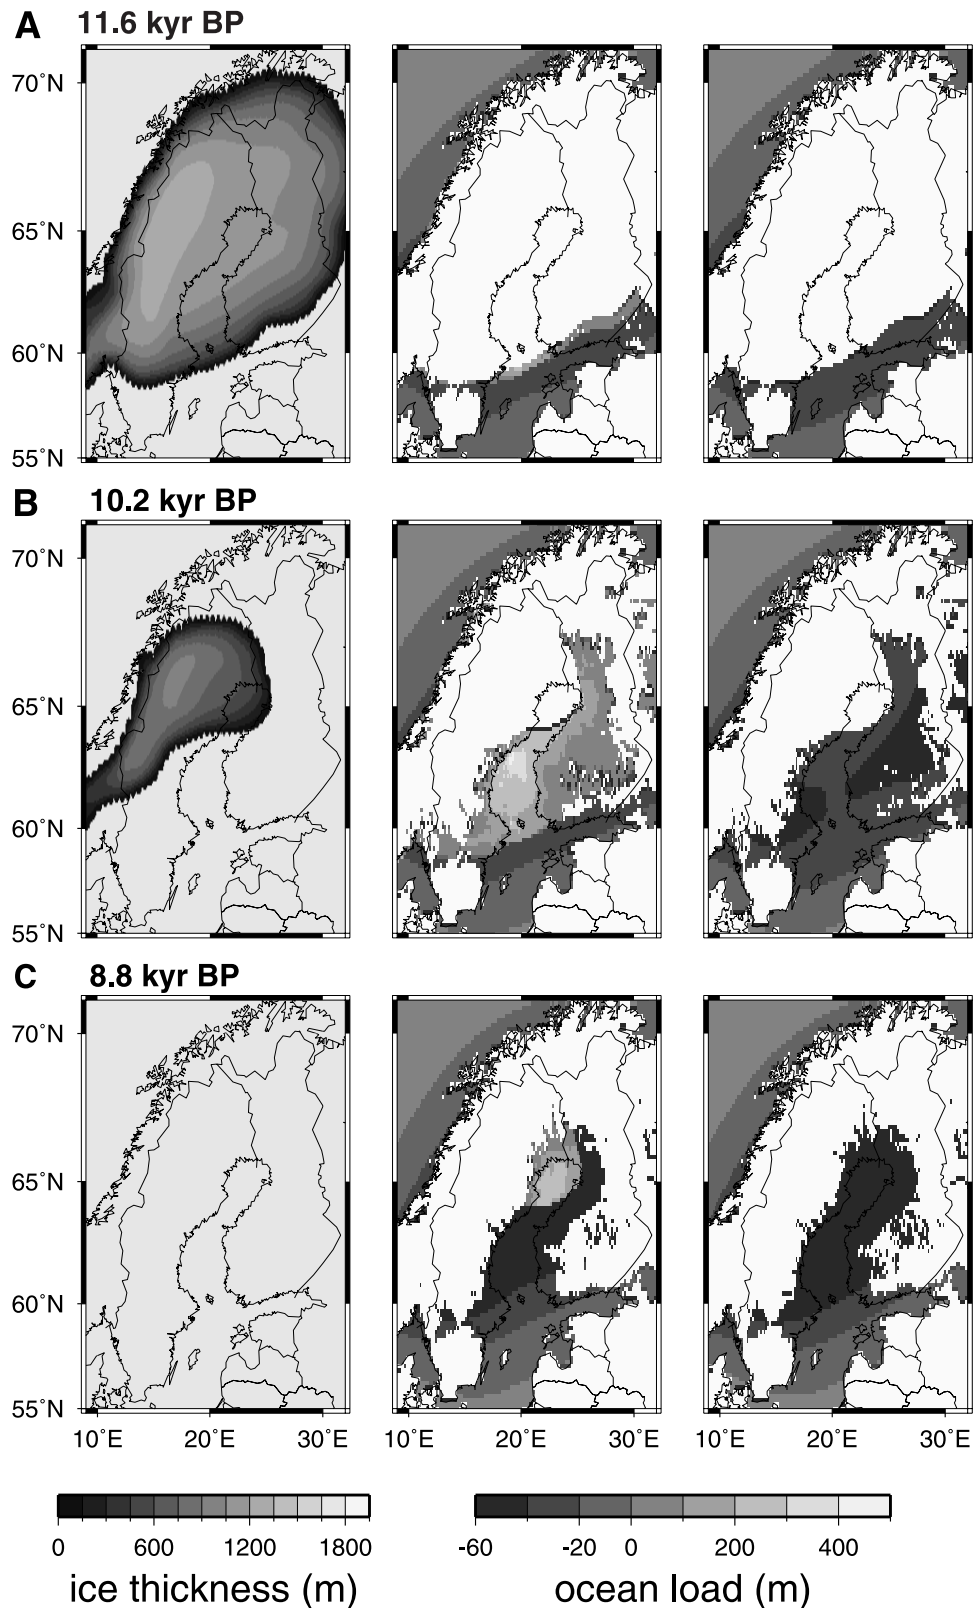 A 11.6 kyr BP
70°N
65°N
60°N
55°N
B 10.2 kyr BP
70°N
65°N
60°N
55°N
C 8.8 kyr BP
70°N
65°N
60°N
55°N
10°E 20°E 30°E 10°E 20°E 30°E 10°E 20°E 30°E
0 600 1200 1800 -60 -20 0 200 400
ice thickness (m) ocean load (m)